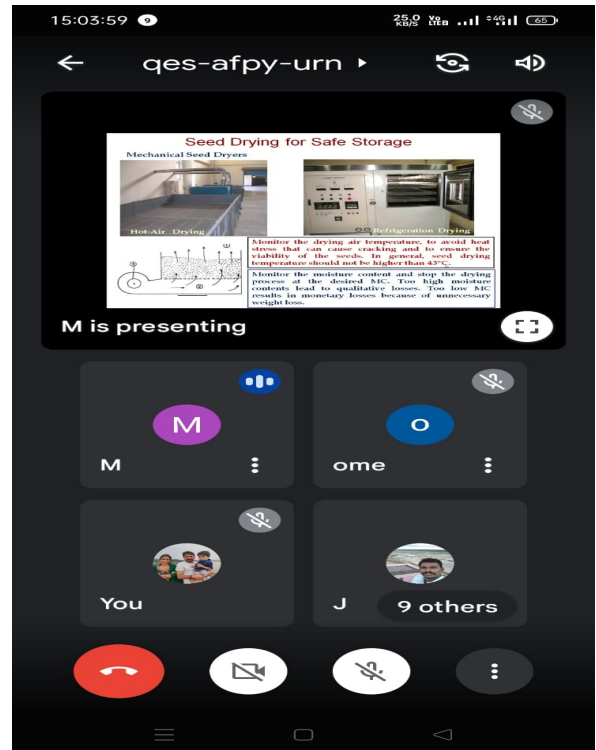 15:03:59 9 25.0 KB/S Vo LTE2 4G 65
qes-afpy-urn
Seed Drying for Safe Storage
Mechanical Seed Dryers
Hot-Air Drying
Refrigeration Drying
Monitor the drying air temperature, to avoid heat
stress that can cause cracking and to ensure the
viability of the seeds. In general, seed drying
temperature should not be higher than 43°C.
Monitor the moisture content and stop the drying
process at the desired MC. Too high moisture
contents lead to qualitative losses. Too low MC
results in monetary losses because of unnecessary
weight loss.
M is presenting
M
M
o
ome
You
J
9 others